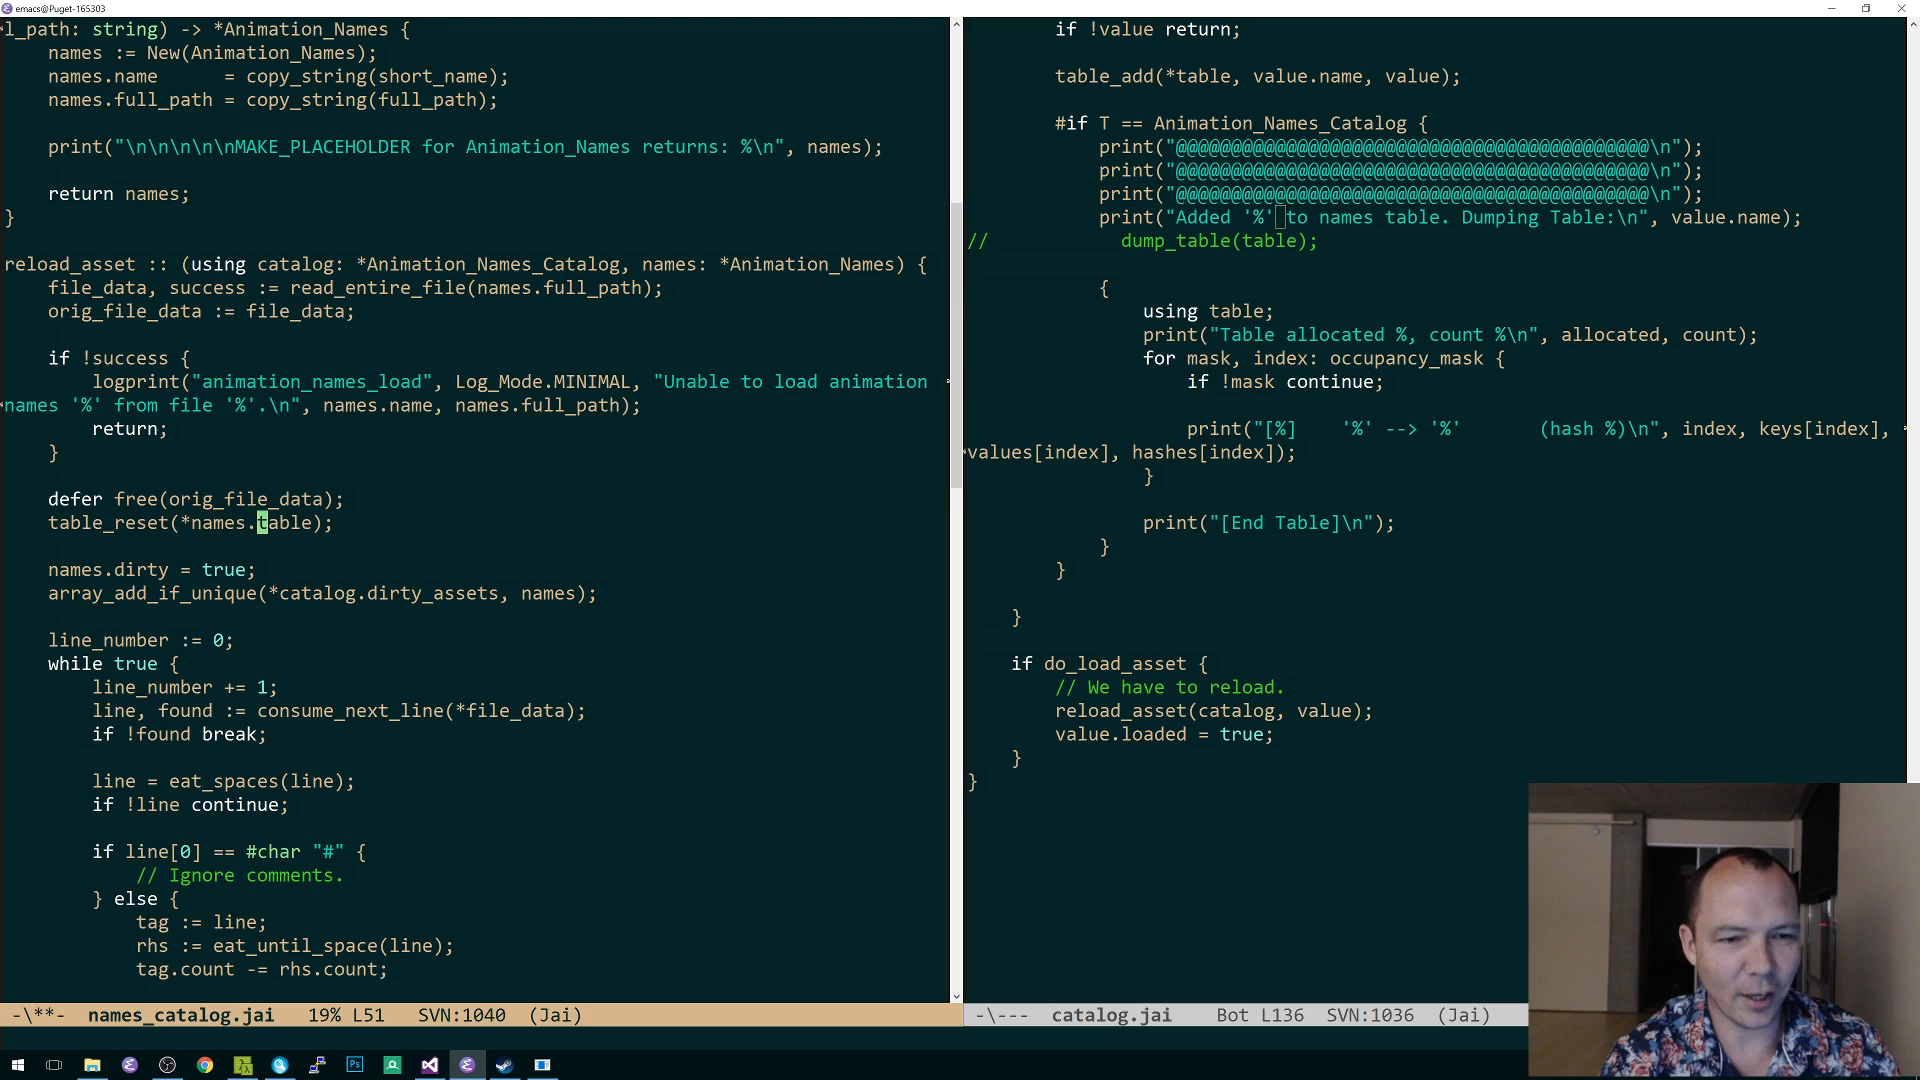 emacs@Puget-165303
l_path: string) -> *Animation_Names {
names := New(Animation_Names);
names.name      = copy_string(short_name);
names.full_path = copy_string(full_path);
print("\n\n\n\n\nMAKE_PLACEHOLDER for Animation_Names returns: %\n", names);
return names;
}
reload_asset :: (using catalog: *Animation_Names_Catalog, names: *Animation_Names) {
file_data, success := read_entire_file(names.full_path);
orig_file_data := file_data;
if !success {
logprint("animation_names_load", Log_Mode.MINIMAL, "Unable to load animation
names '%' from file '%'.\n", names.name, names.full_path);
return;
}
defer free(orig_file_data);
table_reset(*names.table);
names.dirty = true;
array_add_if_unique(*catalog.dirty_assets, names);
line_number := 0;
while true {
line_number += 1;
line, found := consume_next_line(*file_data);
if !found break;
line = eat_spaces(line);
if !line continue;
if line[0] == #char "#" {
// Ignore comments.
} else {
tag := line;
rhs := eat_until_space(line);
tag.count -= rhs.count;
-\**-  names_catalog.jai   19% L51   SVN:1040  (Jai)
if !value return;
table_add(*table, value.name, value);
#if T == Animation_Names_Catalog {
print("@@@@@@@@@@@@@@@@@@@@@@@@@@@@@@@@@@@@@@@@@@@\n");
print("@@@@@@@@@@@@@@@@@@@@@@@@@@@@@@@@@@@@@@@@@@@\n");
print("@@@@@@@@@@@@@@@@@@@@@@@@@@@@@@@@@@@@@@@@@@@\n");
print("Added '%' to names table. Dumping Table:\n", value.name);
//            dump_table(table);
{
using table;
print("Table allocated %, count %\n", allocated, count);
for mask, index: occupancy_mask {
if !mask continue;
print("[%]    '%' --> '%'       (hash %)\n", index, keys[index],
values[index], hashes[index]);
}
print("[End Table]\n");
}
}
}
if do_load_asset {
// We have to reload.
reload_asset(catalog, value);
value.loaded = true;
}
}
-\---  catalog.jai    Bot L136  SVN:1036  (Jai)
Ps